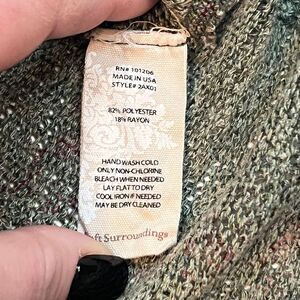 RN# 101206
MADE IN USA
STYLE# 2AX01
82% POLYESTER
18% RAYON
HAND WASH COLD
ONLY NON-CHLORINE
BLEACH WHEN NEEDED
LAY FLAT TO DRY
COOL IRON IF NEEDED
MAY BE DRY CLEANED
ft Surroundings